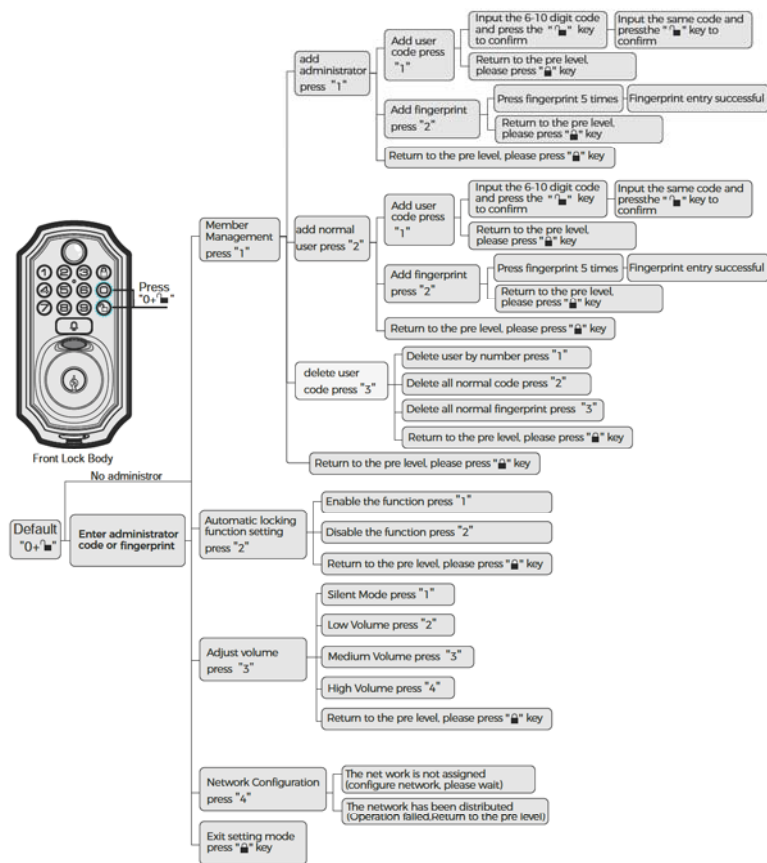 Input the 6-10 digit code
and press the "🔓" key
to confirm
Input the same code and
pressthe "🔓" key to
confirm
Add user
code press
"1"
Return to the pre level,
please press "🔒" key
add
administrator
press "1"
Add fingerprint
press "2"
Press fingerprint 5 times
Fingerprint entry successful
Return to the pre level,
please press "🔒" key
Return to the pre level, please press "🔒" key
Member
Management
press "1"
add normal
user press "2"
Add user
code press
"1"
Input the 6-10 digit code
and press the "🔓" key
to confirm
Input the same code and
pressthe "🔓" key to
confirm
Return to the pre level,
please press "🔒" key
Add fingerprint
press "2"
Press fingerprint 5 times
Fingerprint entry successful
Return to the pre level,
please press "🔒" key
Return to the pre level, please press "🔒" key
delete user
code press "3"
Delete user by number press "1"
Delete all normal code press "2"
Delete all normal fingerprint press "3"
Return to the pre level, please press "🔒" key
Return to the pre level, please press "🔒" key
1 2 3
4 5 6 0
7 8 9
Press
"0+🔓"
Front Lock Body
No administror
Default
"0+🔓"
Enter administrator
code or fingerprint
Automatic locking
function setting
press "2"
Enable the function press "1"
Disable the function press "2"
Return to the pre level, please press "🔒" key
Adjust volume
press "3"
Silent Mode press "1"
Low Volume press "2"
Medium Volume press "3"
High Volume press "4"
Return to the pre level, please press "🔒" key
Network Configuration
press "4"
The net work is not assigned
(configure network, please wait)
The network has been distributed
(Operation failed,Return to the pre level)
Exit setting mode
press "🔒" key